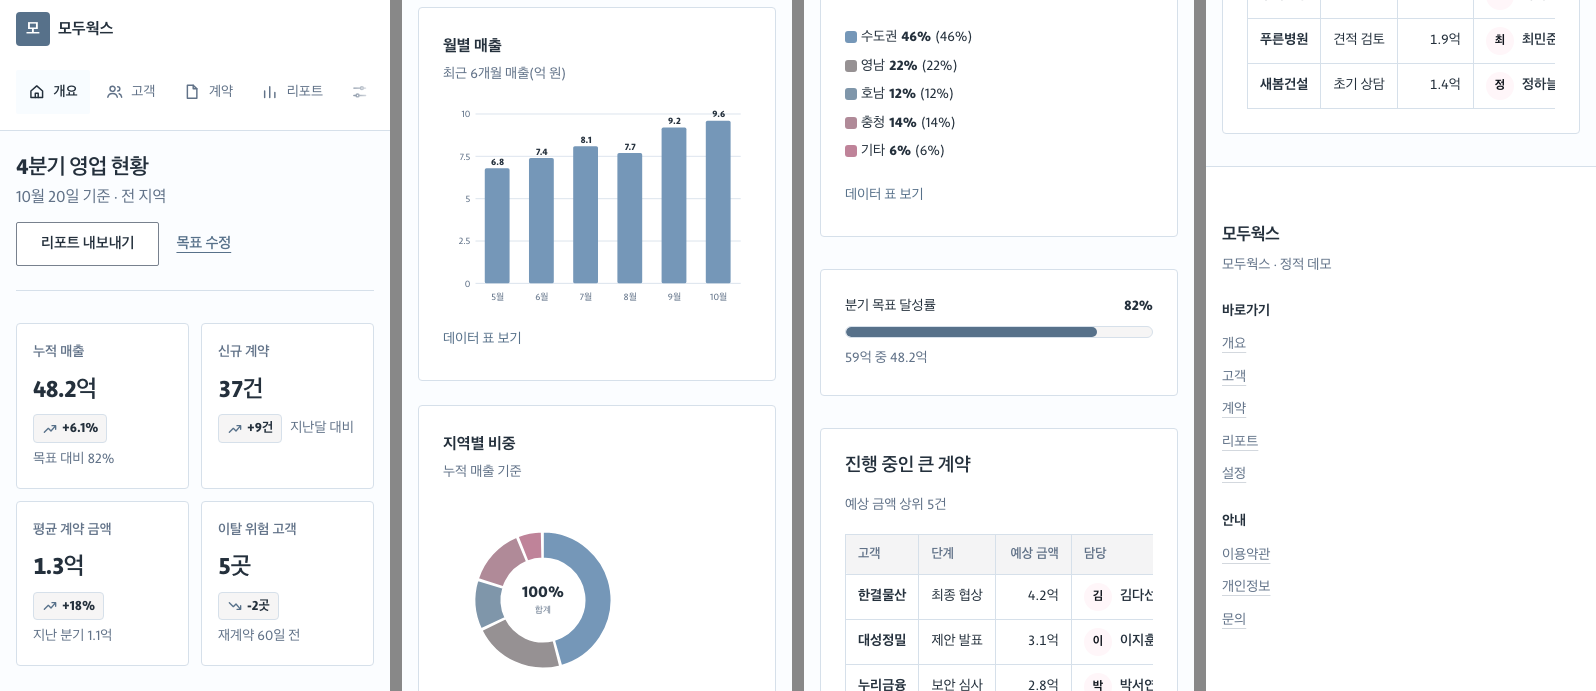 모 모두웍스
개요 고객 계약 리포트
4분기 영업 현황
10월 20일 기준 · 전 지역
리포트 내보내기 목표 수정
누적 매출
48.2억
+6.1%
목표 대비 82%
신규 계약
37건
+9건 지난달 대비
평균 계약 금액
1.3억
+18%
지난 분기 1.1억
이탈 위험 고객
5곳
-2곳
재계약 60일 전
월별 매출
최근 6개월 매출(억 원)
10
7.5
5
2.5
0
6.8 7.4 8.1 7.7 9.2 9.6
5월 6월 7월 8월 9월 10월
데이터 표 보기
지역별 비중
누적 매출 기준
100%
합계
수도권 46% (46%)
영남 22% (22%)
호남 12% (12%)
충청 14% (14%)
기타 6% (6%)
데이터 표 보기
분기 목표 달성률 82%
59억 중 48.2억
진행 중인 큰 계약
예상 금액 상위 5건
고객 단계 예상 금액 담당
한결물산 최종 협상 4.2억 김 김다
대성정밀 제안 발표 3.1억 이 이지훈
누리금융 보안 심사 2.8억 박 박서연
푸른병원 견적 검토 1.9억 최 최민준
새봄건설 초기 상담 1.4억 정 정하늘
모두웍스
모두웍스 · 정적 데모
바로가기
개요
고객
계약
리포트
설정
안내
이용약관
개인정보
문의